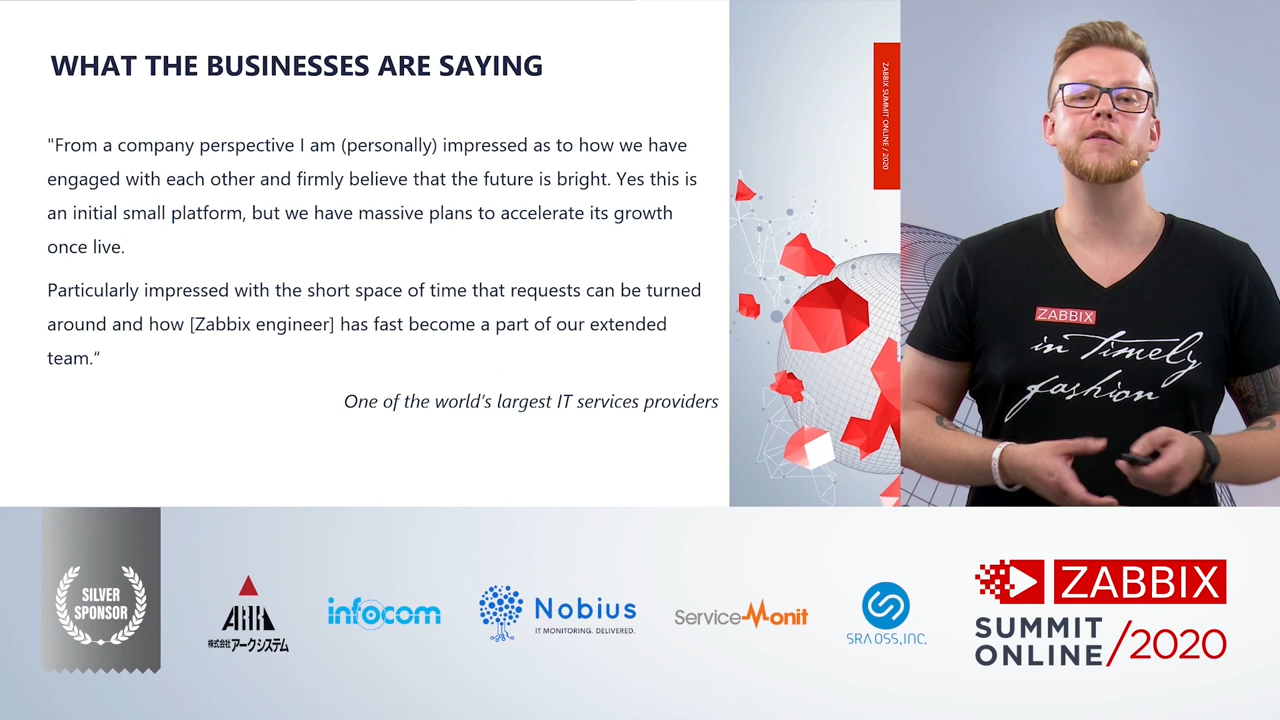 WHAT THE BUSINESSES ARE SAYING
"From a company perspective I am (personally) impressed as to how we have
engaged with each other and firmly believe that the future is bright. Yes this is
an initial small platform, but we have massive plans to accelerate its growth
once live.
Particularly impressed with the short space of time that requests can be turned
around and how [Zabbix engineer] has fast become a part of our extended
team.“
One of the world's largest IT services providers
ZABBIX SUMMIT ONLINE / 2020
ZABBIX
in timely
fashion
SILVER
SPONSOR
ARK
株式会社アークシステム
infocom
Nobius
IT MONITORING. DELIVERED.
ServiceMonit
SRA OSS, INC.
ZABBIX
SUMMIT
ONLINE/2020